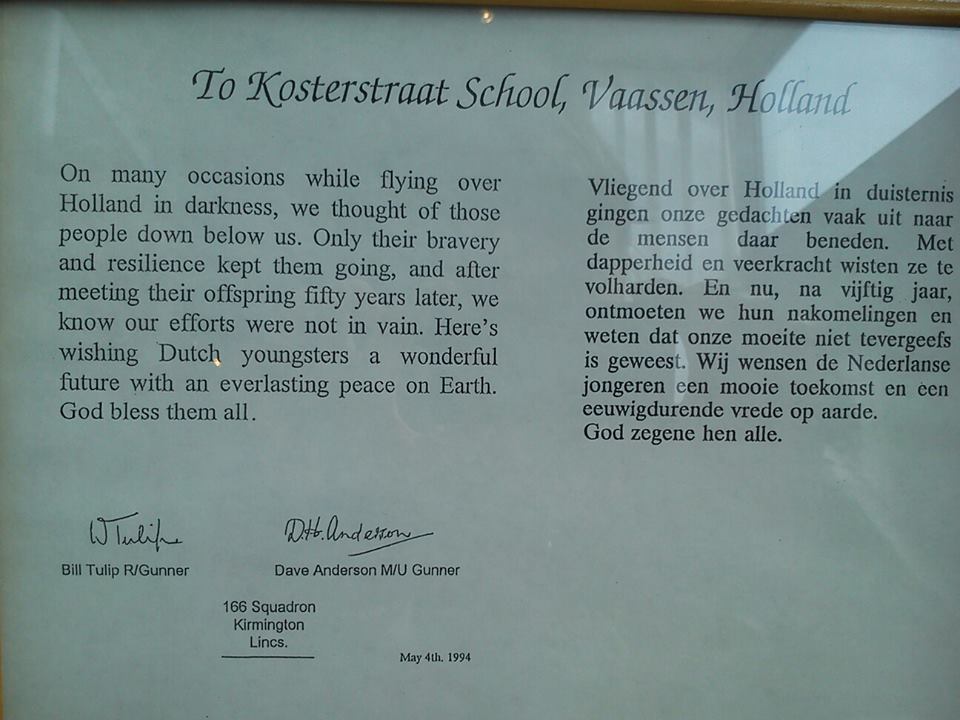 To Kosterstraat School, Vaassen, Holland
On many occasions while flying over
Holland in darkness, we thought of those
people down below us. Only their bravery
and resilience kept them going, and after
meeting their offspring fifty years later, we
know our efforts were not in vain. Here's
wishing Dutch youngsters a wonderful
future with an everlasting peace on Earth.
God bless them all.
Vliegend over Holland in duisternis
gingen onze gedachten vaak uit naar
de mensen daar beneden. Met
dapperheid en veerkracht wisten ze te
volharden. En nu, na vijftig jaar,
ontmoeten we hun nakomelingen en
weten dat onze moeite niet tevergeefs
is geweest. Wij wensen de Nederlanse
jongeren een mooie toekomst en een
eeuwigdurende vrede op aarde.
God zegene hen alle.
W Tulip
D.H. Anderson
Bill Tulip R/Gunner
Dave Anderson M/U Gunner
166 Squadron
Kirmington
Lincs.
May 4th. 1994